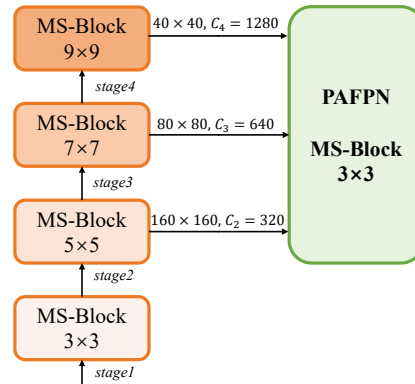 MS-Block
9×9
40 × 40, C₄ = 1280
stage4
MS-Block
7×7
80 × 80, C₃ = 640
stage3
MS-Block
5×5
160 × 160, C₂ = 320
stage2
MS-Block
3×3
stage1
PAFPN
MS-Block
3×3